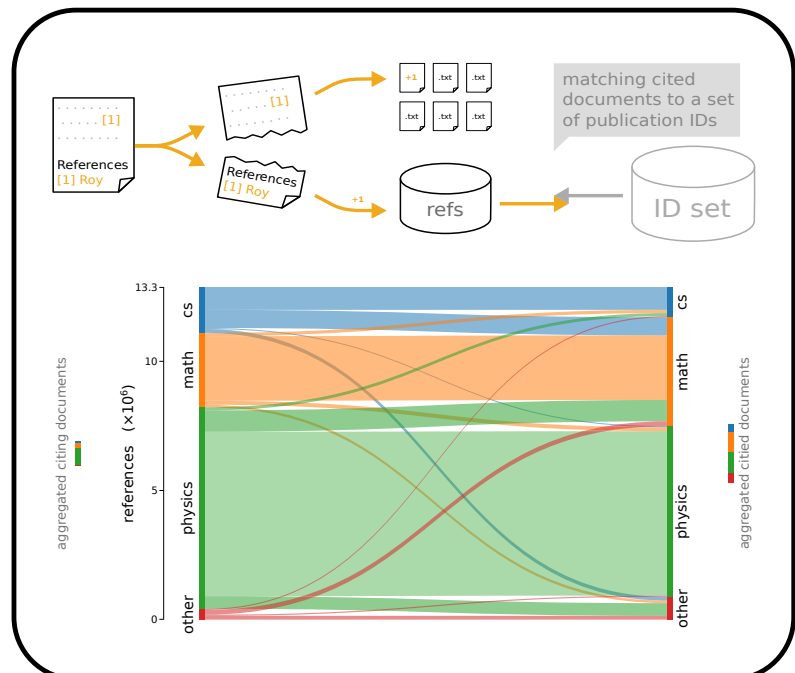 [1]
References
[1] Roy
[1]
References
[1] Roy
+1
+1
.txt
.txt
.txt
.txt
.txt
refs
matching cited
documents to a set
of publication IDs
ID set
aggregated citing documents
references (×10⁶)
13.3
10
5
0
cs
math
physics
other
cs
math
physics
other
aggregated citied documents